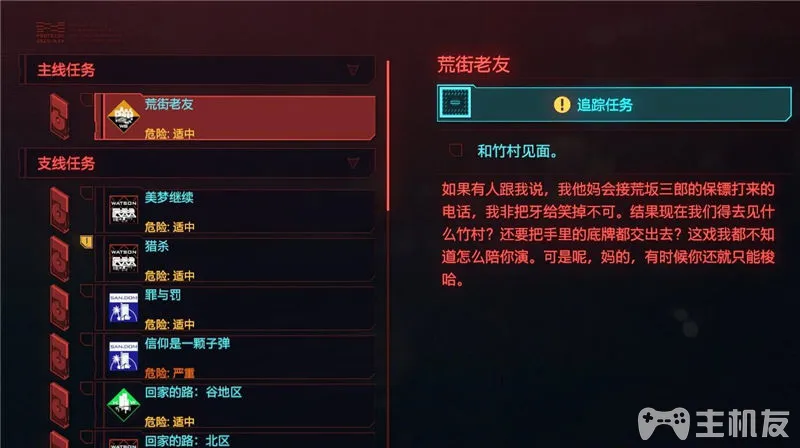 主线任务
荒街老友
危险: 适中
支线任务
美梦继续
危险: 适中
猎杀
危险: 适中
罪与罚
危险: 适中
信仰是一颗子弹
危险: 严重
回家的路：谷地区
危险: 适中
回家的路：北区
荒街老友
追踪任务
和竹村见面。
如果有人跟我说，我他妈会接荒坂三郎的保镖打来的
电话，我非把牙给笑掉不可。结果现在我们得去见什
么竹村？还要把手里的底牌都交出去？这戏我都不知
道怎么陪你演。可是呢，妈的，有时候你还就只能梭
哈。
WATSON
WATSON
SAN.DOM
SAN.DOM
主机友